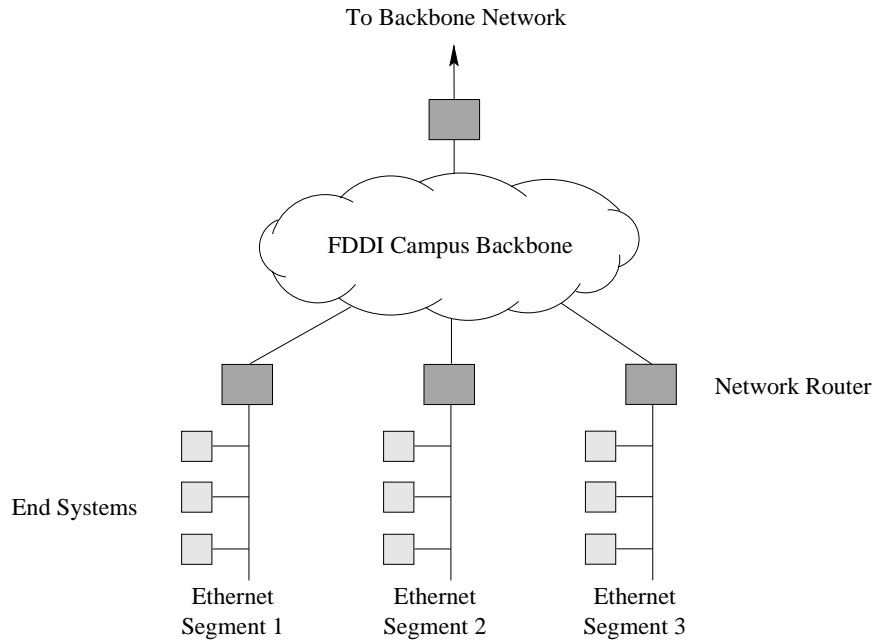 To Backbone Network
FDDI Campus Backbone
Network Router
End Systems
Ethernet
Segment 1
Ethernet
Segment 2
Ethernet
Segment 3